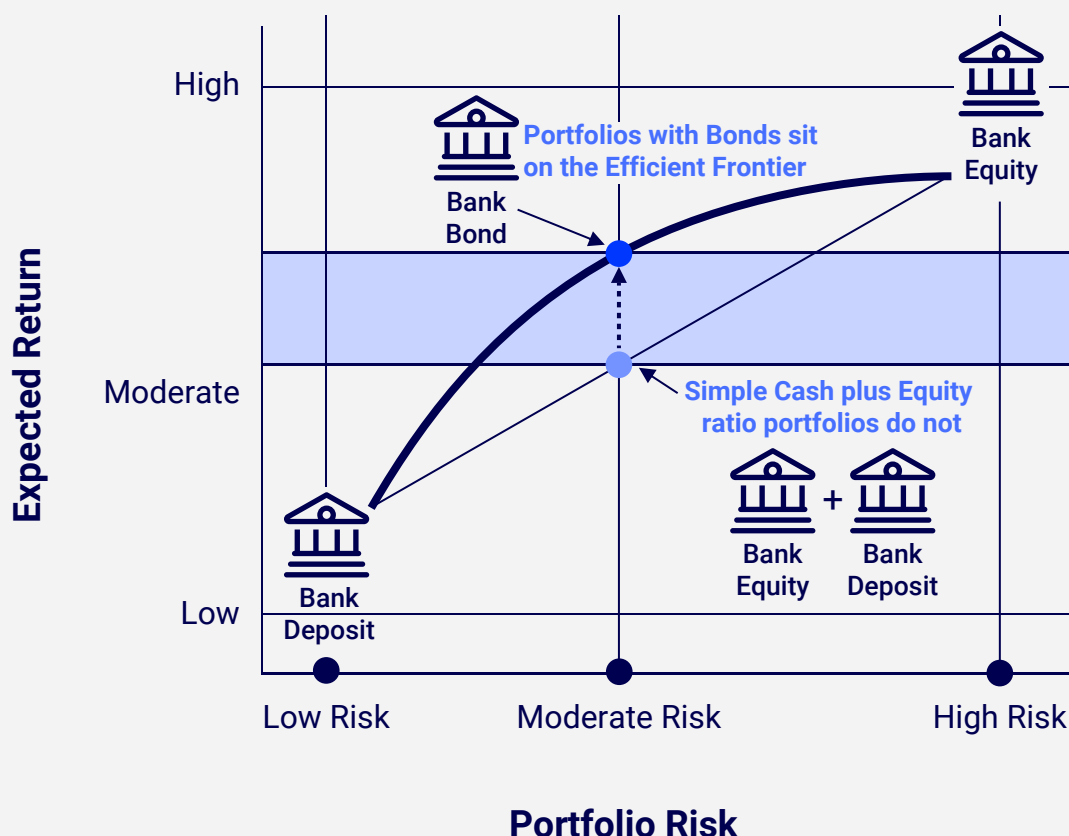 High
Portfolios with Bonds sit
on the Efficient Frontier
Bank
Equity
Bank
Bond
Expected Return
Moderate
Simple Cash plus Equity
ratio portfolios do not
+
Bank
Equity
Bank
Deposit
Bank
Deposit
Low
Low Risk
Moderate Risk
High Risk
Portfolio Risk